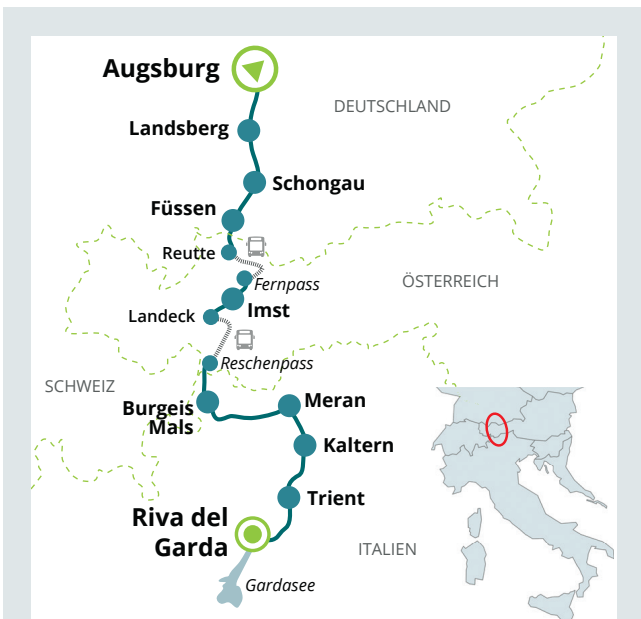 Augsburg
DEUTSCHLAND
Landsberg
Schongau
Füssen
Reutte
Fernpass
ÖSTERREICH
Imst
Landeck
Reschenpass
SCHWEIZ
Burgeis
Mals
Meran
Kaltern
Trient
Riva del
Garda
ITALIEN
Gardasee